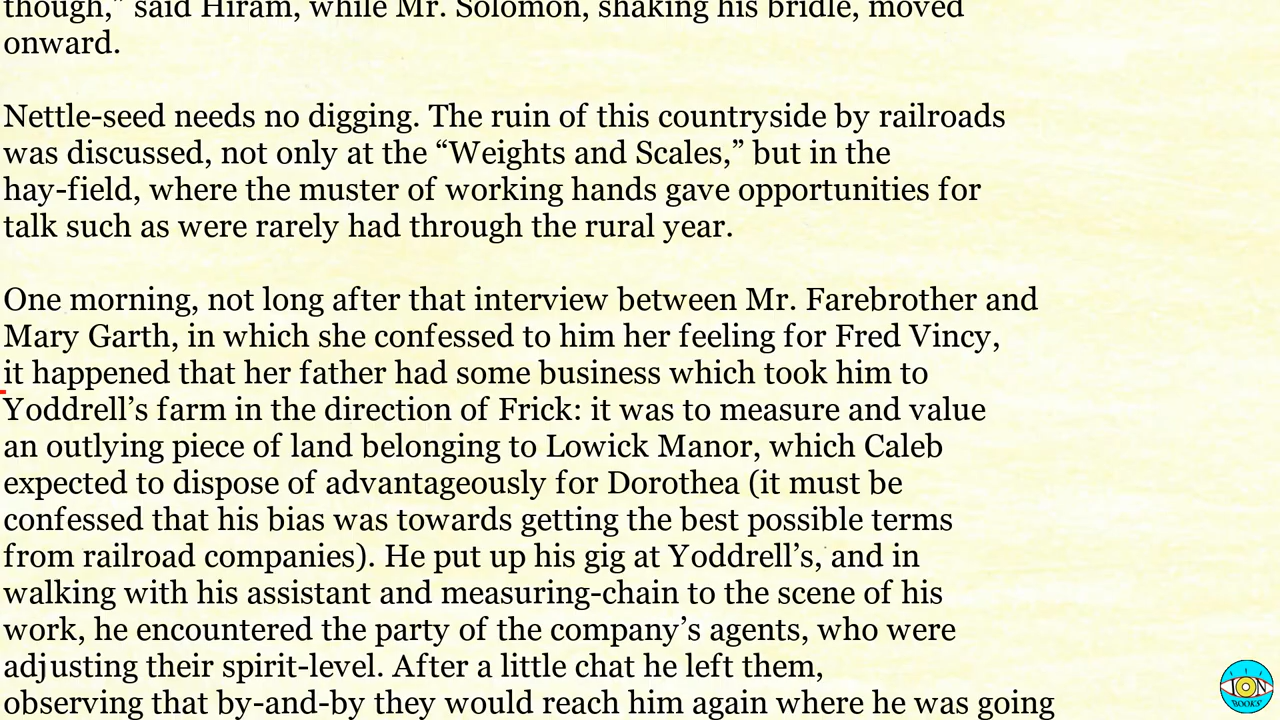 though,” said Hiram, while Mr. Solomon, shaking his bridle, moved
onward.
Nettle-seed needs no digging. The ruin of this countryside by railroads
was discussed, not only at the “Weights and Scales,” but in the
hay-field, where the muster of working hands gave opportunities for
talk such as were rarely had through the rural year.
One morning, not long after that interview between Mr. Farebrother and
Mary Garth, in which she confessed to him her feeling for Fred Vincy,
it happened that her father had some business which took him to
Yoddrell’s farm in the direction of Frick: it was to measure and value
an outlying piece of land belonging to Lowick Manor, which Caleb
expected to dispose of advantageously for Dorothea (it must be
confessed that his bias was towards getting the best possible terms
from railroad companies). He put up his gig at Yoddrell’s, and in
walking with his assistant and measuring-chain to the scene of his
work, he encountered the party of the company’s agents, who were
adjusting their spirit-level. After a little chat he left them,
observing that by-and-by they would reach him again where he was going
ION
BOOKS